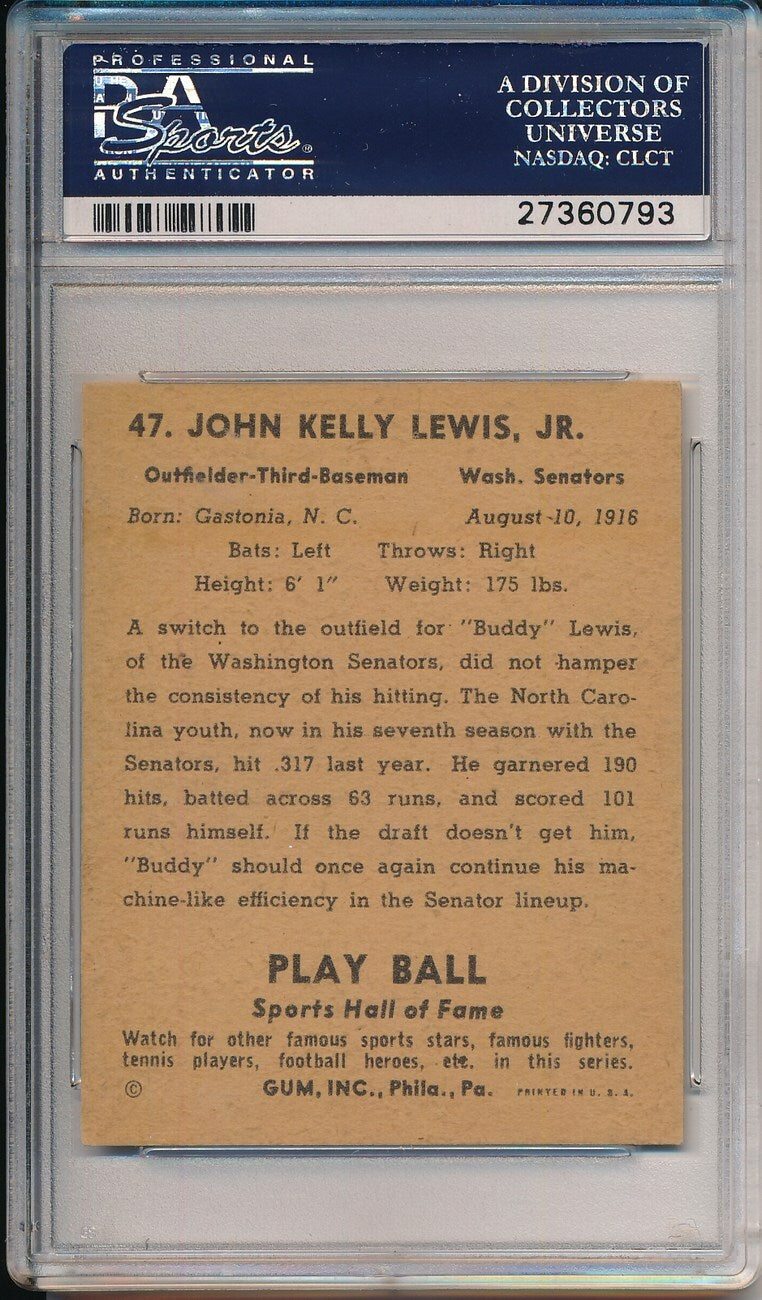 PROFESSIONAL
PSA
Sports®
AUTHENTICATOR
A DIVISION OF
COLLECTORS
UNIVERSE
NASDAQ: CLCT
27360793
47. JOHN KELLY LEWIS, JR.
Outfielder-Third-Baseman Wash. Senators
Born: Gastonia, N. C. August 10, 1916
Bats: Left Throws: Right
Height: 6′ 1″ Weight: 175 lbs.
A switch to the outfield for "Buddy" Lewis,
of the Washington Senators, did not hamper
the consistency of his hitting. The North Caro-
lina youth, now in his seventh season with the
Senators, hit .317 last year. He garnered 190
hits, batted across 63 runs, and scored 101
runs himself. If the draft doesn't get him,
"Buddy" should once again continue his ma-
chine-like efficiency in the Senator lineup.
PLAY BALL
Sports Hall of Fame
Watch for other famous sports stars, famous fighters,
tennis players, football heroes, etc. in this series.
© GUM, INC., Phila., Pa. PRINTED IN U. S. A.